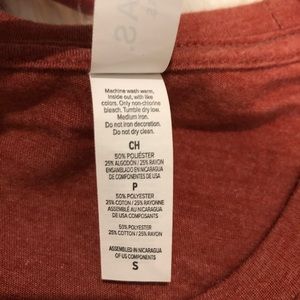 Machine wash warm,
inside out, with like
colors. Only non-chlorine
bleach. Tumble dry low.
Medium iron.
Do not iron decoration.
Do not dry clean.
CH
50% POLIÉSTER
25% ALGODÓN / 25% RAYON
ENSAMBLADO EN NICARAGUA
DE COMPONENTES DE USA
P
50% POLYESTER
25% COTON / 25% RAYONNE
ASSEMBLÉ AU NICARAGUA
DE USA COMPOSANTS
50% POLYESTER
25% COTTON / 25% RAYON
ASSEMBLED IN NICARAGUA
OF US COMPONENTS
S